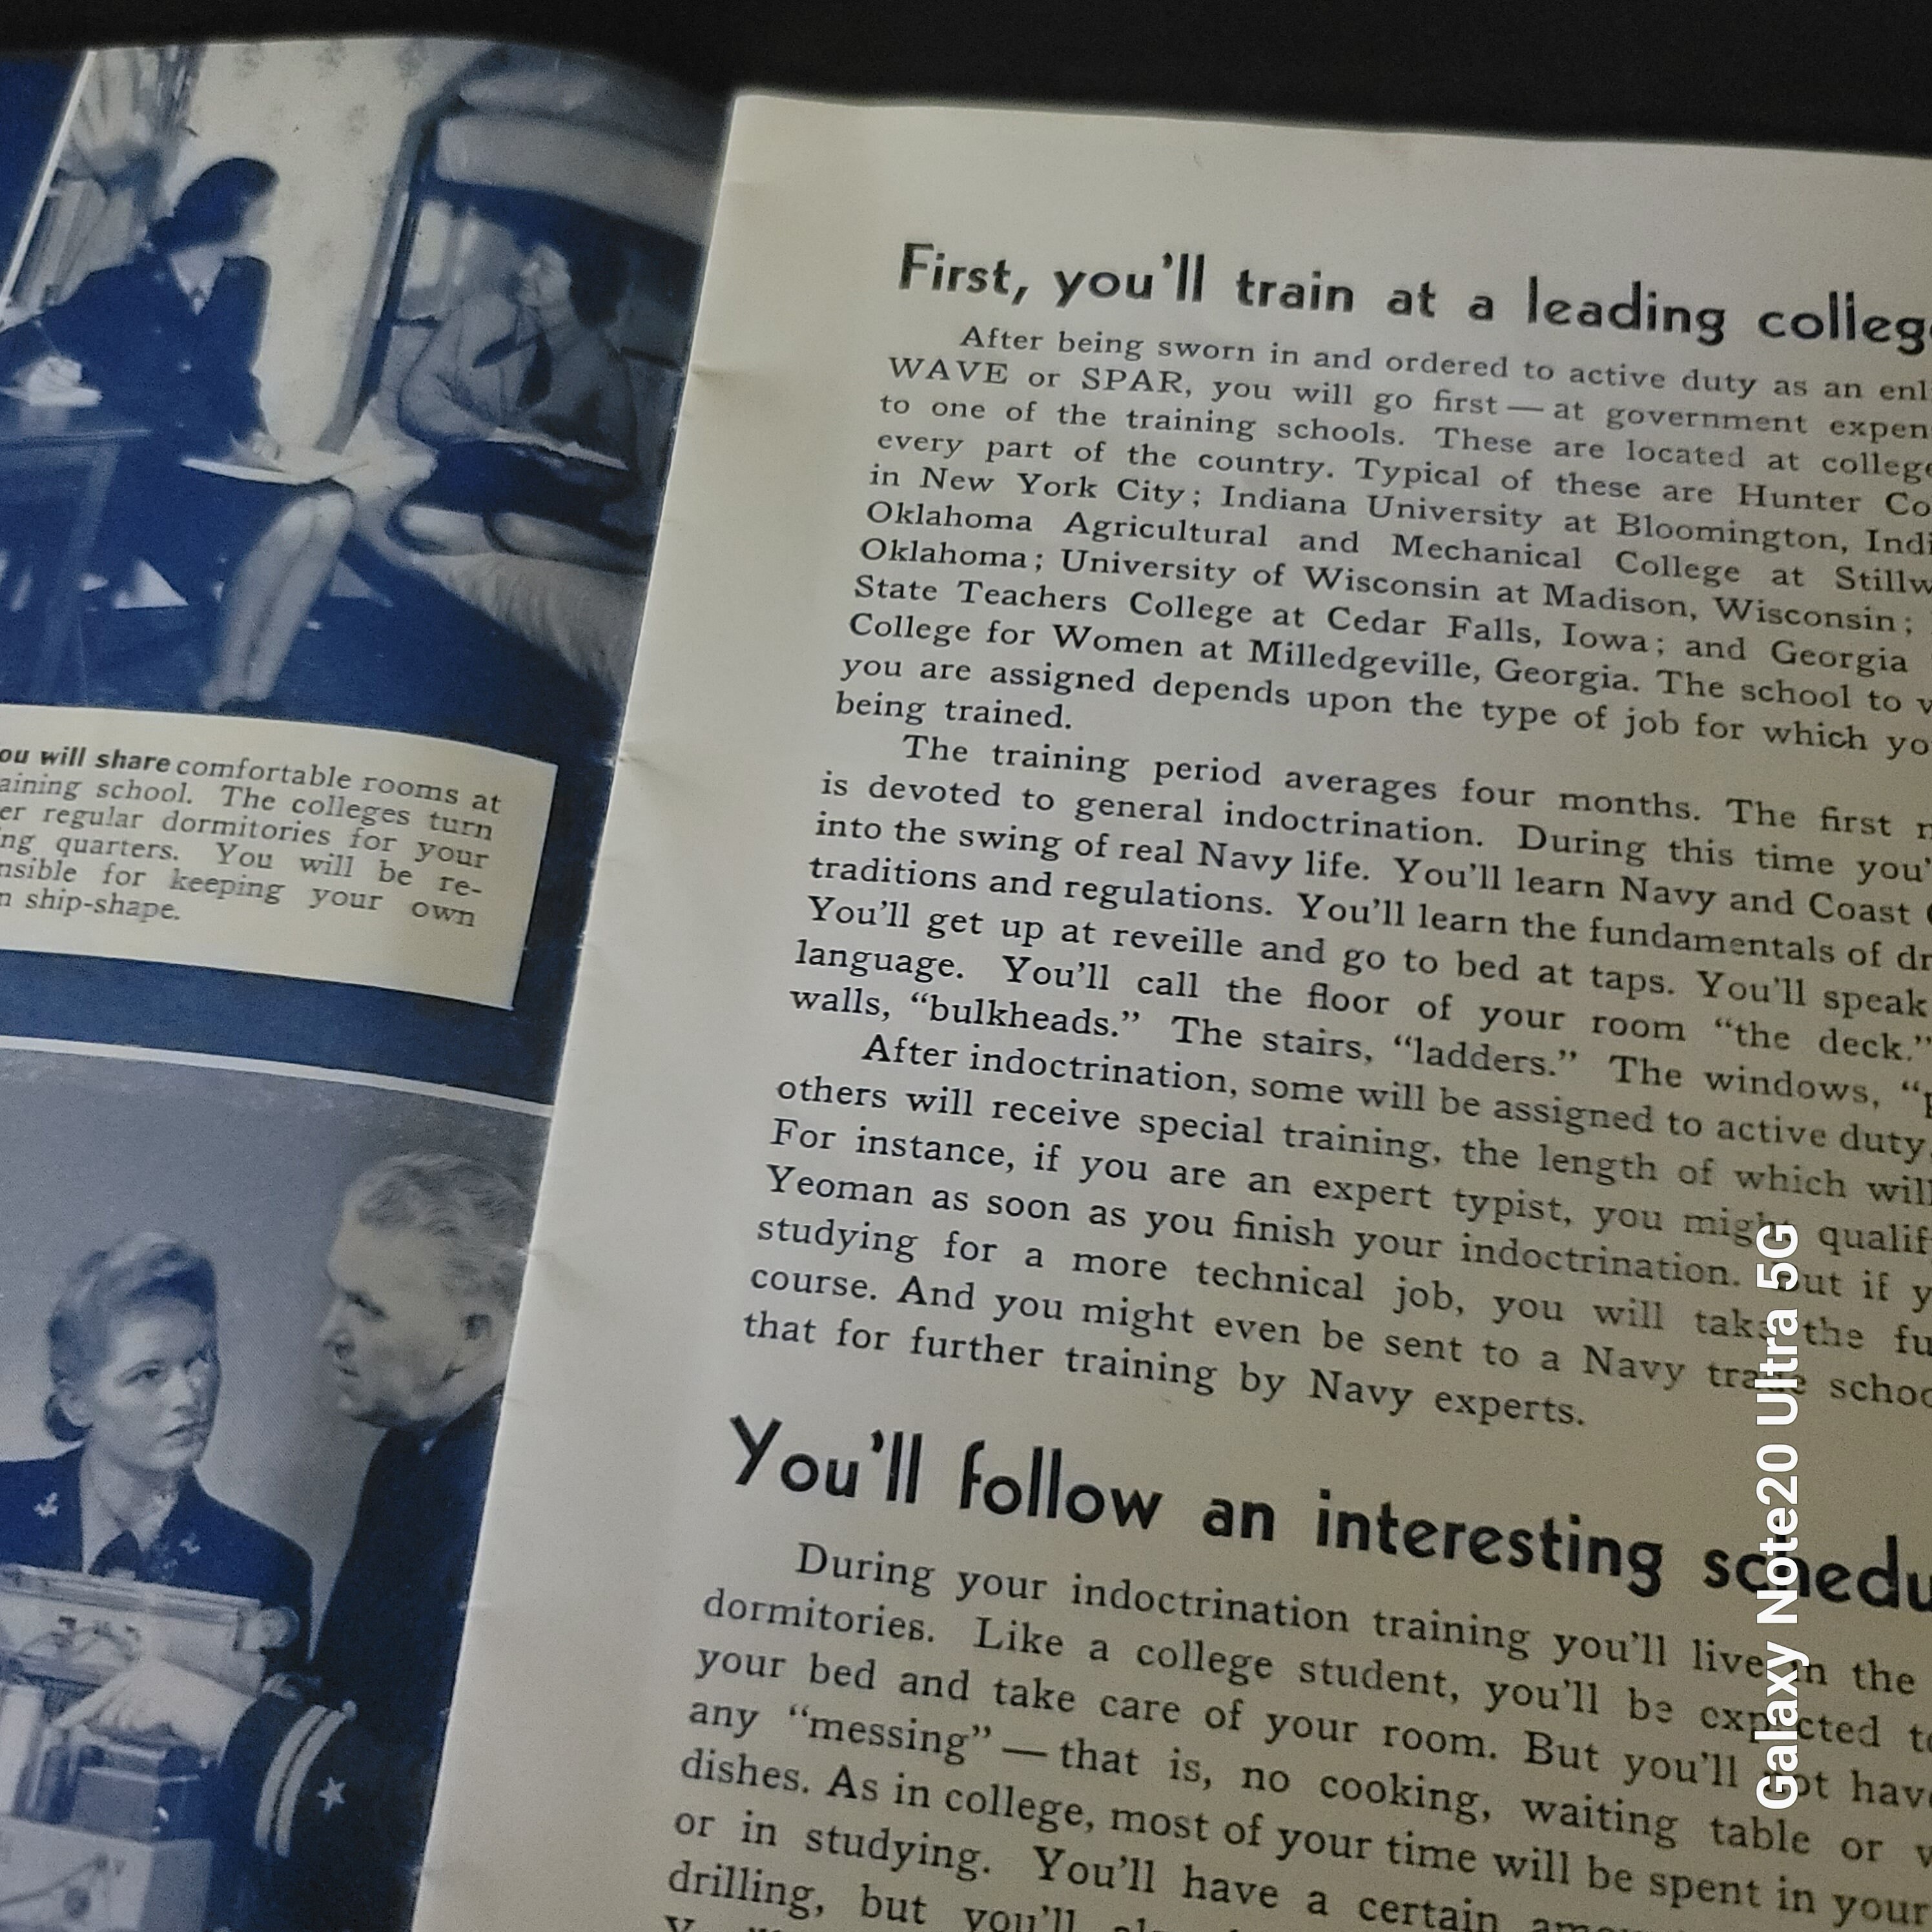 will share comfortable rooms at
school. The colleges turn
regular dormitories for your
quarters. You will be re-
for keeping your own
ship-shape.
First, you'll train at a leading
After being sworn in and ordered to active duty as an
WAVE or SPAR, you will go first — at government
to one of the training schools. These are located at
every part of the country. Typical of these are Hunter
in New York City; Indiana University at Bloomington,
Oklahoma Agricultural and Mechanical College at
Oklahoma; University of Wisconsin at Madison, Wisconsin;
State Teachers College at Cedar Falls, Iowa; and Georgia
College for Women at Milledgeville, Georgia. The school to
you are assigned depends upon the type of job for which
being trained.
The training period averages four months. The first
is devoted to general indoctrination. During this time
into the swing of real Navy life. You'll learn Navy and Coast
traditions and regulations. You'll learn the fundamentals of
You'll get up at reveille and go to bed at taps. You'll speak
language. You'll call the floor of your room “the deck.”
walls, “bulkheads.” The stairs, “ladders.” The windows,
After indoctrination, some will be assigned to active duty,
others will receive special training, the length of which will
For instance, if you are an expert typist, you might
Yeoman as soon as you finish your indoctrination. But if
studying for a more technical job, you will take the
course. And you might even be sent to a Navy trade
that for further training by Navy experts.
You'll follow an interesting
During your indoctrination training you'll live in the
dormitories. Like a college student, you'll be expected
your bed and take care of your room. But you'll not
any “messing” — that is, no cooking, waiting table or
dishes. As in college, most of your time will be spent in your
or in studying. You'll have a certain
drilling, but you'll
Galaxy Note20 Ultra 5G